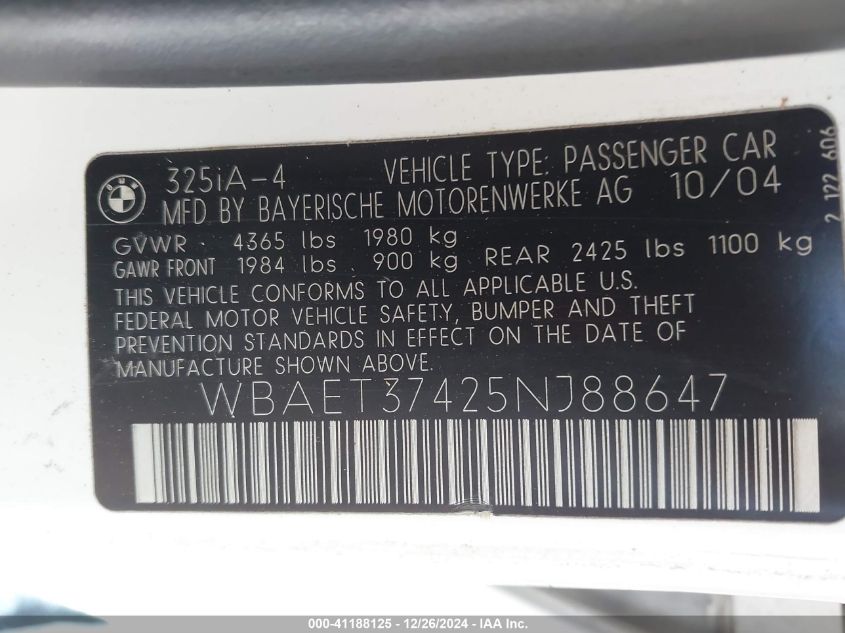 BMW
325iA-4 VEHICLE TYPE: PASSENGER CAR
MFD BY BAYERISCHE MOTORENWERKE AG 10/04
GVWR · 4365 lbs 1980 kg
GAWR FRONT 1984 lbs 900 kg REAR 2425 lbs 1100 kg
THIS VEHICLE CONFORMS TO ALL APPLICABLE U.S.
FEDERAL MOTOR VEHICLE SAFETY, BUMPER AND THEFT
PREVENTION STANDARDS IN EFFECT ON THE DATE OF
MANUFACTURE SHOWN ABOVE.
WBAET37425NJ88647
2 122 606
000-41188125 - 12/26/2024 - IAA Inc.